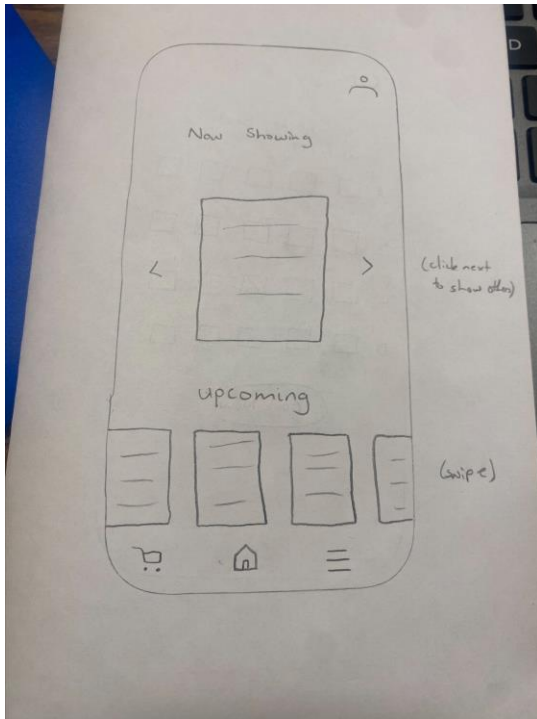 D
Now Showing
<
>
(click next
to show other)
upcoming
(swipe)